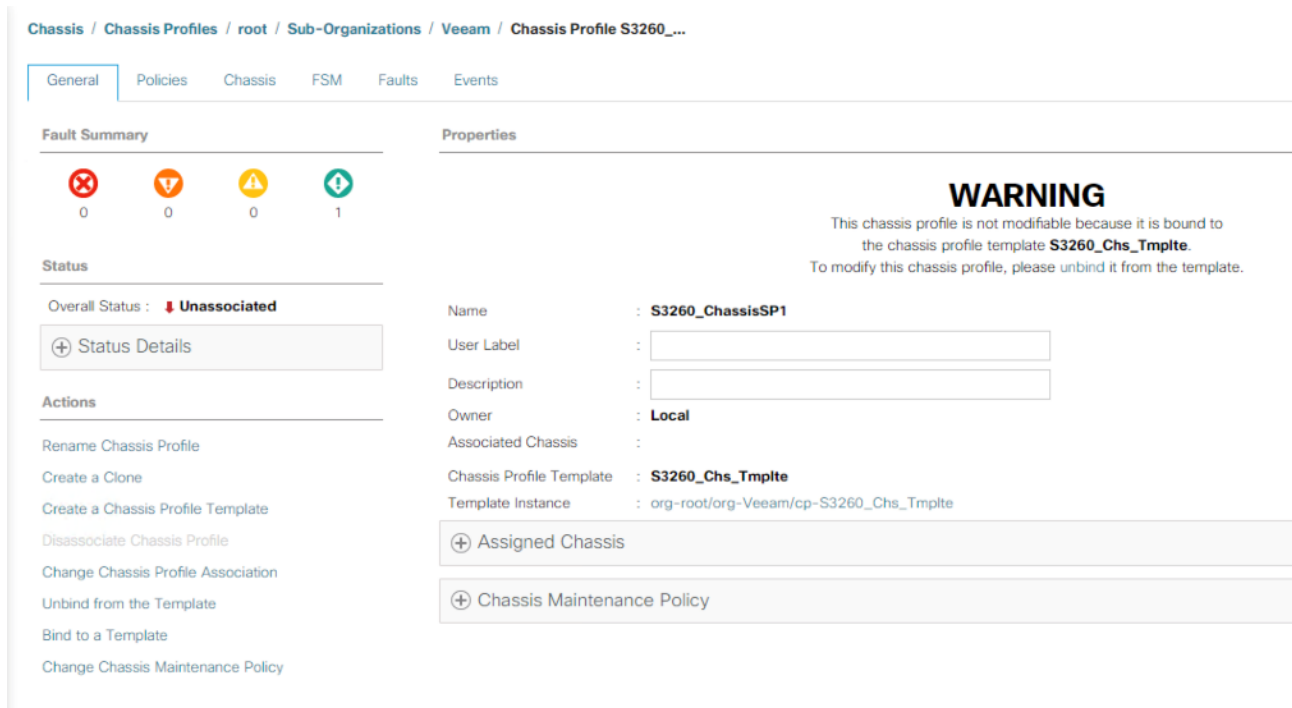 Chassis / Chassis Profiles / root / Sub-Organizations / Veeam / Chassis Profile S3260_...
General Policies Chassis FSM Faults Events
Fault Summary
0 0 0 1
Status
Overall Status : Unassociated
Status Details
Actions
Rename Chassis Profile
Create a Clone
Create a Chassis Profile Template
Disassociate Chassis Profile
Change Chassis Profile Association
Unbind from the Template
Bind to a Template
Change Chassis Maintenance Policy
Properties
WARNING
This chassis profile is not modifiable because it is bound to
the chassis profile template S3260_Chs_Tmplte.
To modify this chassis profile, please unbind it from the template.
Name : S3260_ChassisSP1
User Label :
Description :
Owner : Local
Associated Chassis :
Chassis Profile Template : S3260_Chs_Tmplte
Template Instance : org-root/org-Veeam/cp-S3260_Chs_Tmplte
Assigned Chassis
Chassis Maintenance Policy